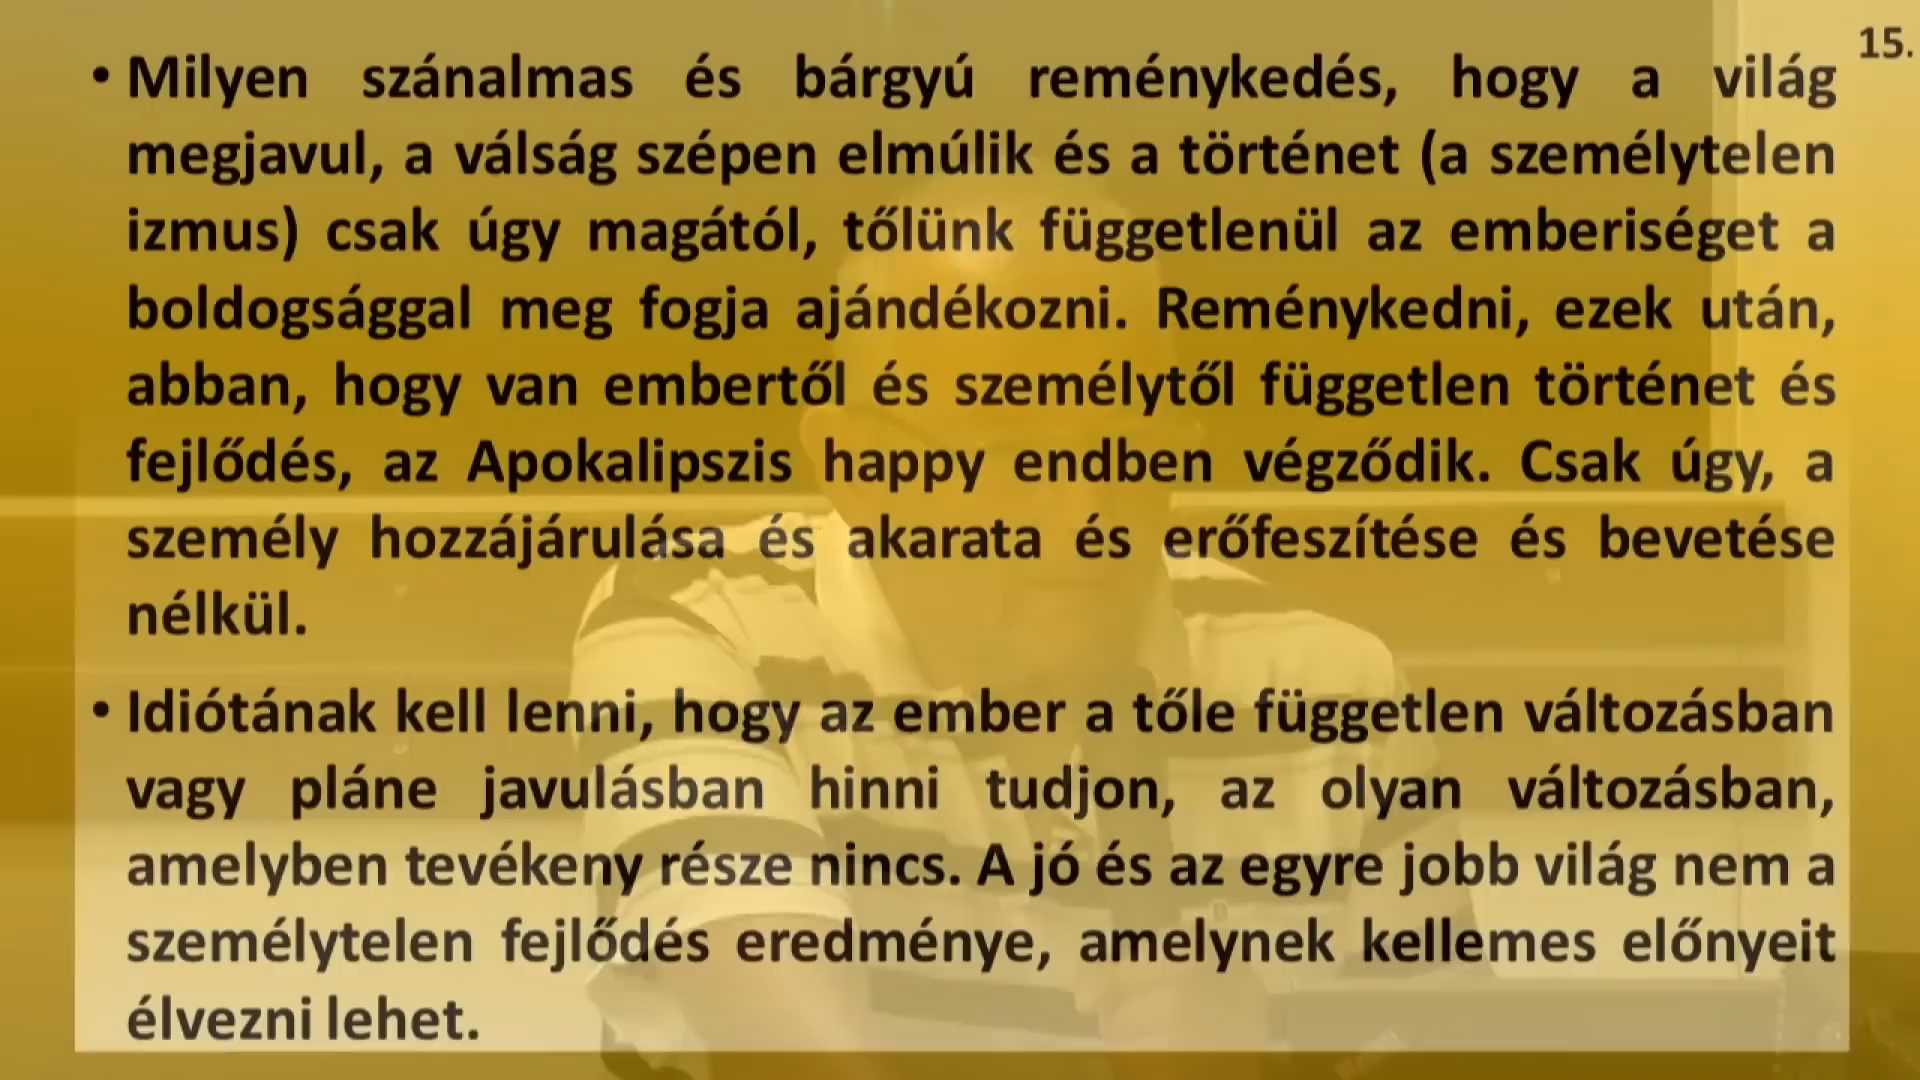 15.
• Milyen szánalmas és bárgyú reménykedés, hogy a világ
megjavul, a válság szépen elmúlik és a történet (a személytelen
izmus) csak úgy magától, tőlünk függetlenül az emberiséget a
boldogsággal meg fogja ajándékozni. Reménykedni, ezek után,
abban, hogy van embertől és személytől független történet és
fejlődés, az Apokalipszis happy endben végződik. Csak úgy, a
személy hozzájárulása és akarata és erőfeszítése és bevetése
nélkül.
• Idiótának kell lenni, hogy az ember a tőle független változásban
vagy pláne javulásban hinni tudjon, az olyan változásban,
amelyben tevékeny része nincs. A jó és az egyre jobb világ nem a
személytelen fejlődés eredménye, amelynek kellemes előnyeit
élvezni lehet.